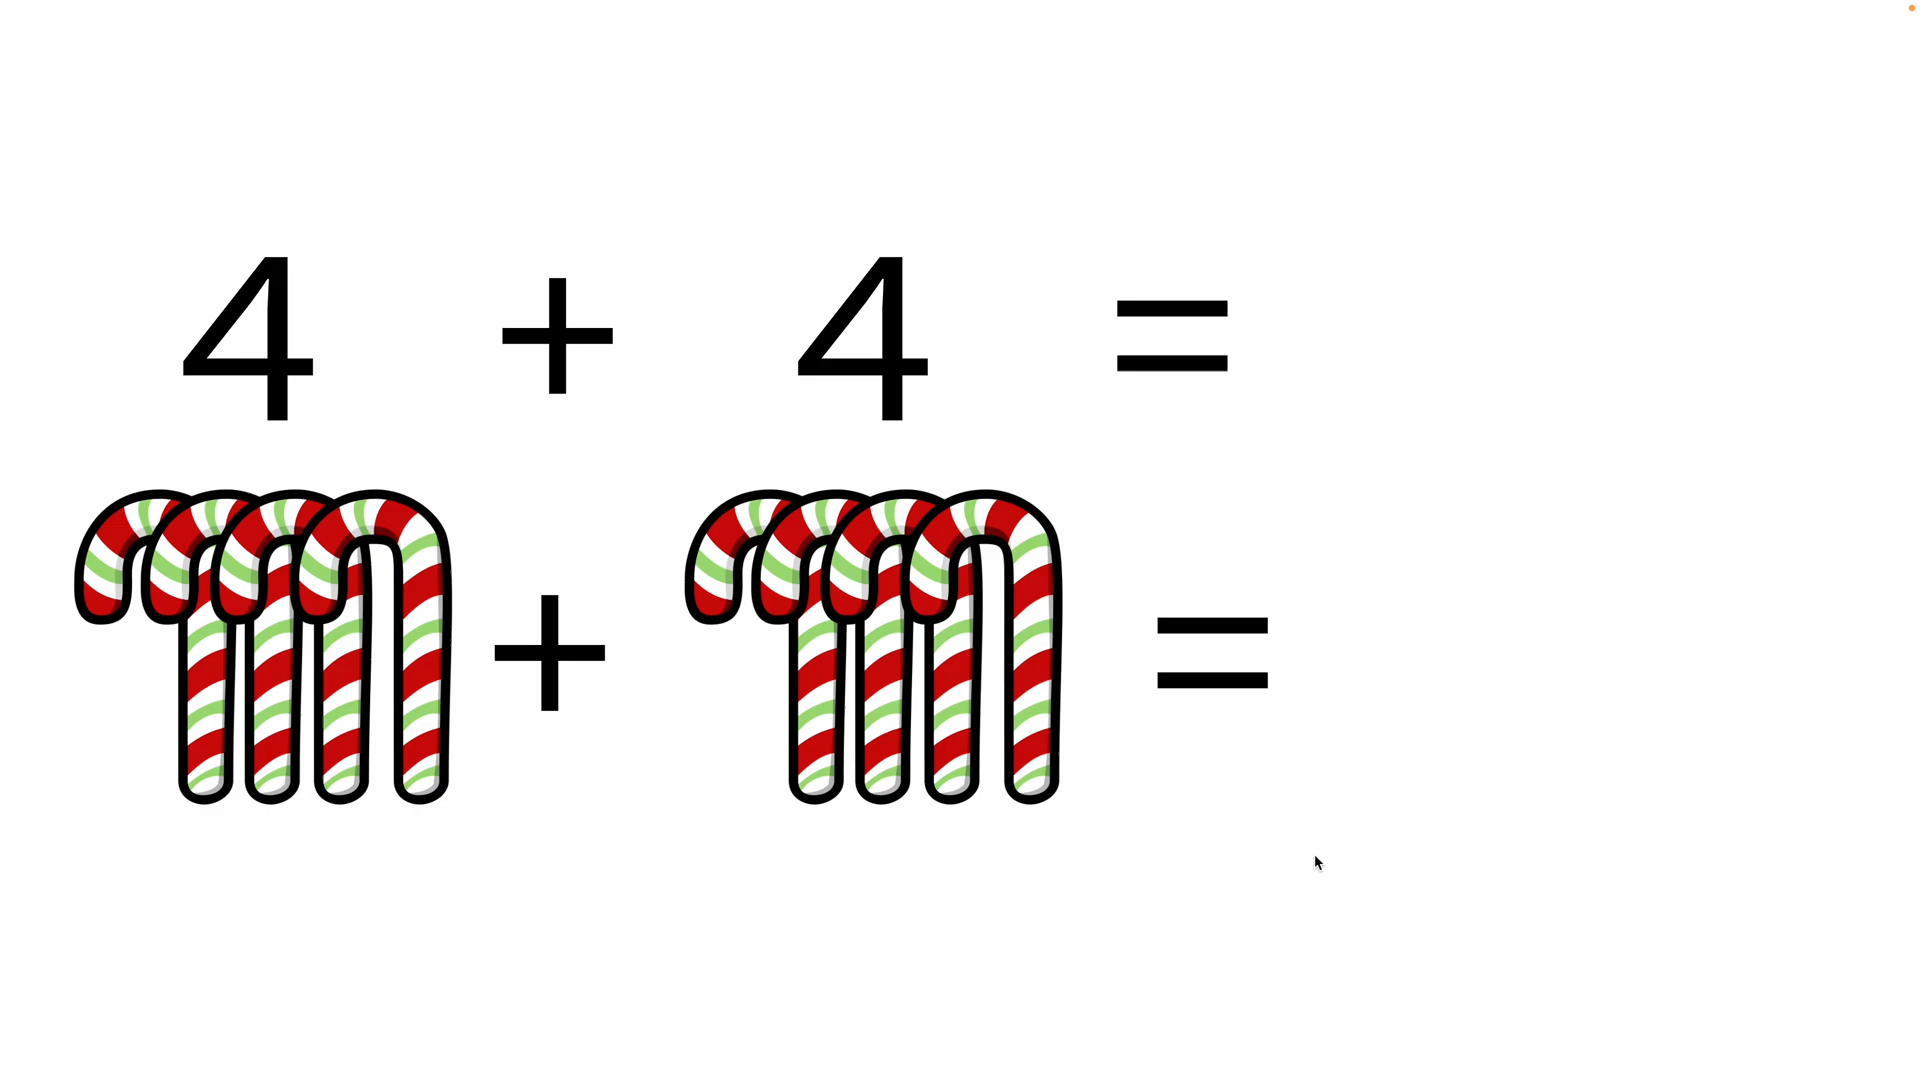 4 + 4 =
+ =